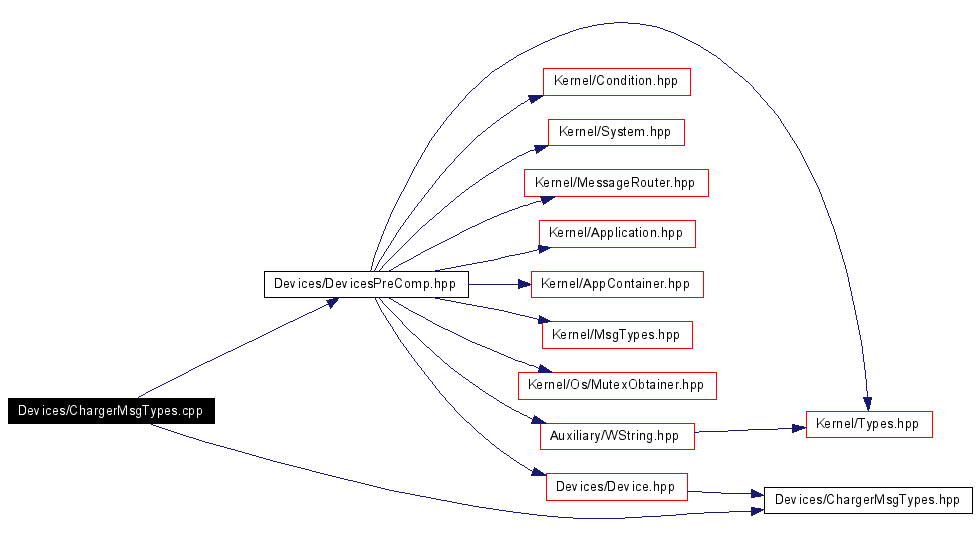 Kernel/Condition.hpp
Kernel/System.hpp
Kernel/MessageRouter.hpp
Kernel/Application.hpp
Devices/DevicesPreComp.hpp
Kernel/AppContainer.hpp
Kernel/MsgTypes.hpp
Kernel/Os/MutexObtainer.hpp
Devices/ChargerMsgTypes.cpp
Auxiliary/WString.hpp
Kernel/Types.hpp
Devices/Device.hpp
Devices/ChargerMsgTypes.hpp